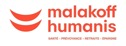 malakoff
humanis
SANTÉ - PRÉVOYANCE - RETRAITE - ÉPARGNE